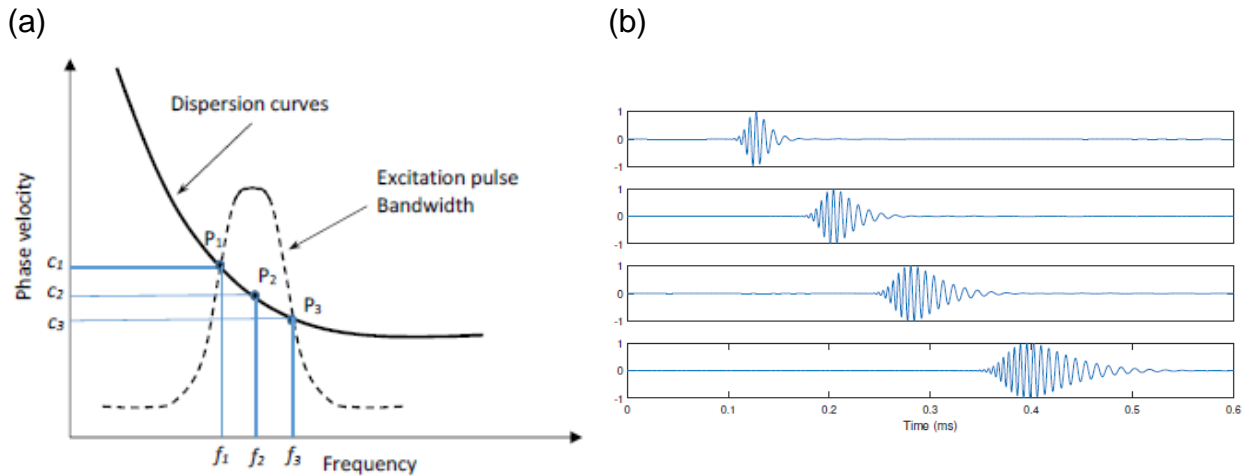 (a)
Dispersion curves
Excitation pulse
Bandwidth
Phase velocity
P1
P2
P3
c1
c2
c3
f1
f2
f3
Frequency
(b)
1
0
-1
1
0
-1
1
0
-1
1
0
-1
0
0.1
0.2
0.3
0.4
0.5
0.6
Time (ms)